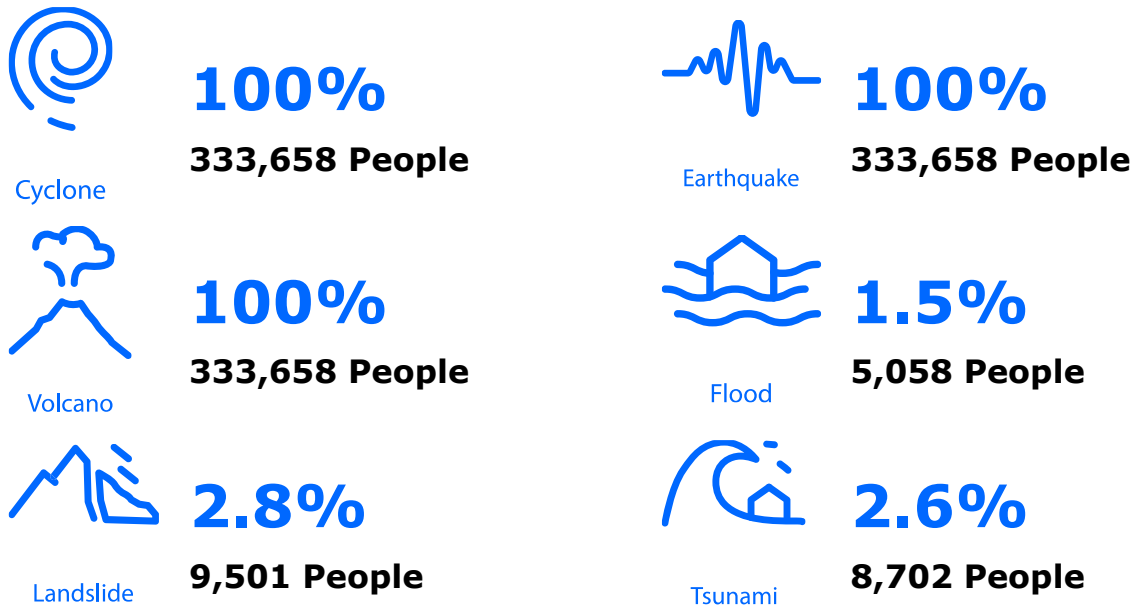 100%
333,658 People
Cyclone
100%
333,658 People
Earthquake
100%
333,658 People
Volcano
1.5%
5,058 People
Flood
2.8%
9,501 People
Landslide
2.6%
8,702 People
Tsunami